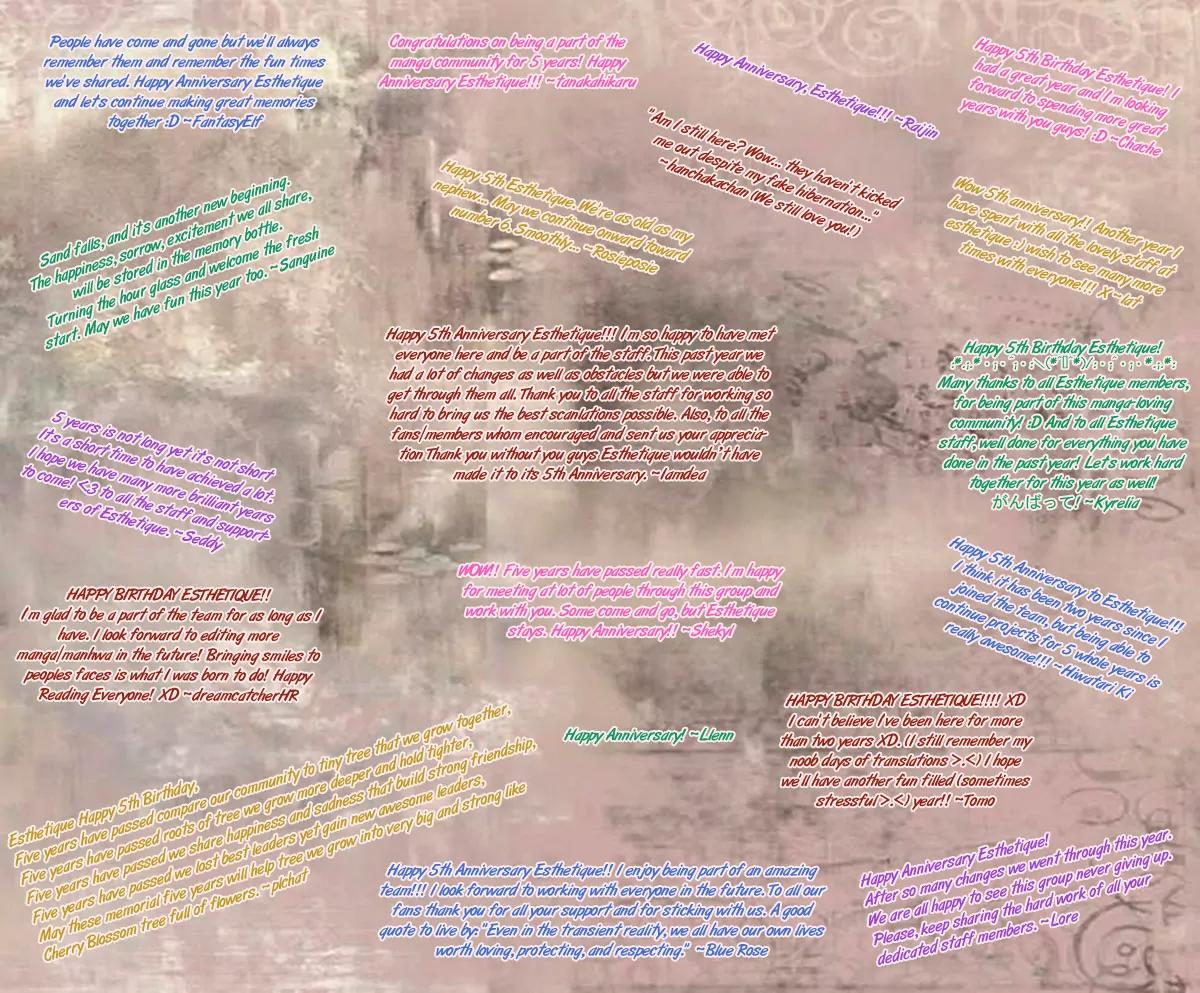 People have come and gone but we'll always
remember them and remember the fun times
we've shared. Happy Anniversary Esthetique
and lets continue making great memories
together :D ~FantasyElf
Congratulations on being a part of the
manga community for 5 years! Happy
Anniversary Esthetique!!! ~tanakahikaru
Happy Anniversary, Esthetique!!! ~Raijin
Happy 5th Birthday Esthetique! I
had a great year and I'm looking
forward to spending more great
years with you guys! :D ~Chache
"Am I still here? Wow... they haven't kicked
me out despite my fake hibernation..."
~hanchakachan (We still love you!)
Sand falls, and its another new beginning.
The happiness, sorrow, excitement we all share,
will be stored in the memory bottle.
Turning the hour glass and welcome the fresh
start. May we have fun this year too. ~Sanguine
Happy 5th Esthetique. We're as old as my
nephew... May we continue onward toward
number 6. Smoothly... ~Rosieposie
Wow 5th anniversary!! Another year I
have spent with all the lovely staff at
esthetique :) wish to see many more
times with everyone!!! X ~lat
Happy 5th Anniversary Esthetique!!! I'm so happy to have met
everyone here and be a part of the staff.This past year we
had a lot of changes as well as obstacles but we were able to
get through them all. Thank you to all the staff for working so
hard to bring us the best scanlations possible. Also, to all the
fans/members whom encouraged and sent us your apprecia-
tion Thank you without you guys Esthetique wouldn't have
made it to its 5th Anniversary. ~Iamdea
Happy 5th Birthday Esthetique!
Many thanks to all Esthetique members,
for being part of this manga-loving
community! :D And to all Esthetique
staff, well done for everything you have
done in the past year! Let's work hard
together for this year as well!
がんばって! ~Kyrelia
5 years is not long yet its not short
It's a short time to have achieved a lot.
I hope we have many more brilliant years
to come! <3 to all the staff and support-
ers of Esthetique. ~Seddy
WOW!! Five years have passed really fast. I'm happy
for meeting at lot of people through this group and
work with you. Some come and go, but Esthetique
stays. Happy Anniversary!! ~Shekyl
Happy 5th Anniversary to Esthetique!!!
I think it has been two years since I
joined the team, but being able to
continue projects for 5 whole years is
really awesome!!! ~Hiwatari Ki
HAPPY BIRTHDAY ESTHETIQUE!!
I'm glad to be a part of the team for as long as I
have. I look forward to editing more
manga/manhwa in the future! Bringing smiles to
peoples faces is what I was born to do! Happy
Reading Everyone! XD ~dreamcatcherHR
Happy Anniversary! ~Llenn
HAPPY BIRTHDAY ESTHETIQUE!!!! XD
I can't believe I've been here for more
than two years XD. (I still remember my
noob days of translations >.<) I hope
we'll have another fun filled (sometimes
stressful >.<) year!! ~Tomo
Esthetique Happy 5th Birthday,
Five years have passed compare our community to tiny tree that we grow together,
Five years have passed roots of tree we grow more deeper and hold tighter,
Five years have passed we share happiness and sadness that build strong friendship,
Five years have passed we lost best leaders yet gain new awesome leaders,
May these memorial five years will help tree we grow into very big and strong like
Cherry Blossom tree full of flowers. ~plchat
Happy 5th Anniversary Esthetique!! I enjoy being part of an amazing
team!!! I look forward to working with everyone in the future. To all our
fans thank you for all your support and for sticking with us. A good
quote to live by: "Even in the transient reality, we all have our own lives
worth loving, protecting, and respecting." ~Blue Rose
Happy Anniversary Esthetique!
After so many changes we went through this year.
We are all happy to see this group never giving up.
Please, keep sharing the hard work of all your
dedicated staff members. ~Lore